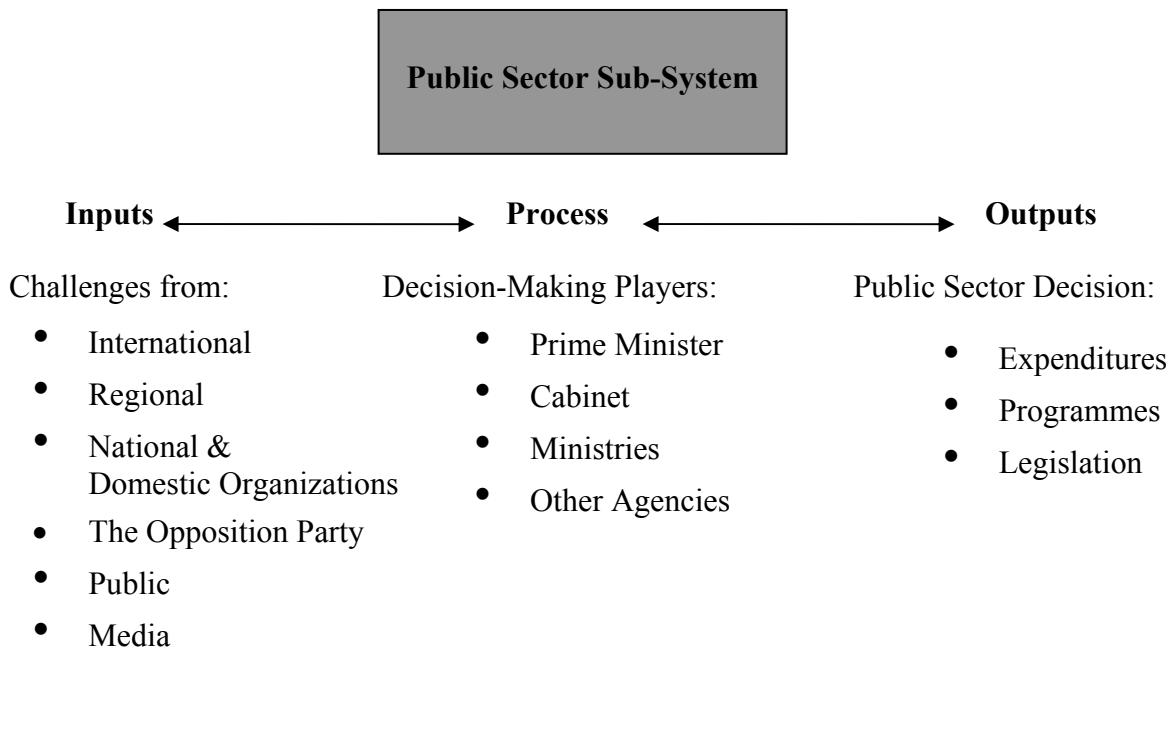 Public Sector Sub-System
Inputs
Process
Outputs
Challenges from:
• International
• Regional
• National &
Domestic Organizations
• The Opposition Party
• Public
• Media
Decision-Making Players:
• Prime Minister
• Cabinet
• Ministries
• Other Agencies
Public Sector Decision:
• Expenditures
• Programmes
• Legislation